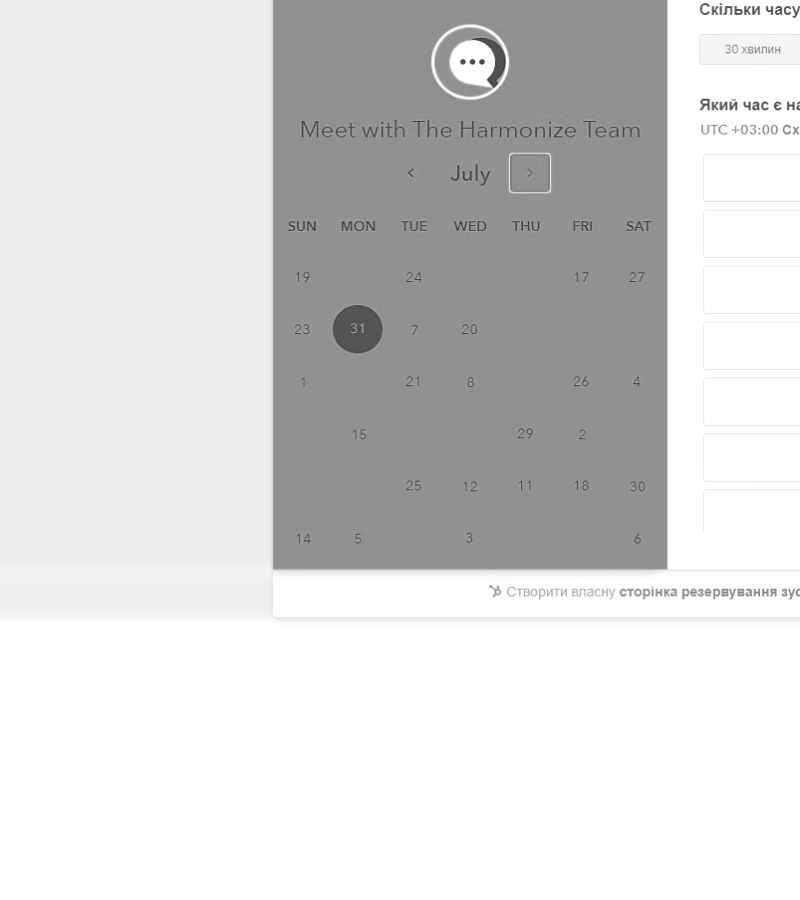 Скільки часу
30 хвилин
Meet with The Harmonize Team
Який час є на
UTC +03:00 Сх
July
SUN MON TUE WED THU FRI SAT
19 24 17 27
23 31 7 20
1 21 8 26 4
15 29 2
25 12 11 18 30
14 5 3 6
Створити власну сторінка резервування зус